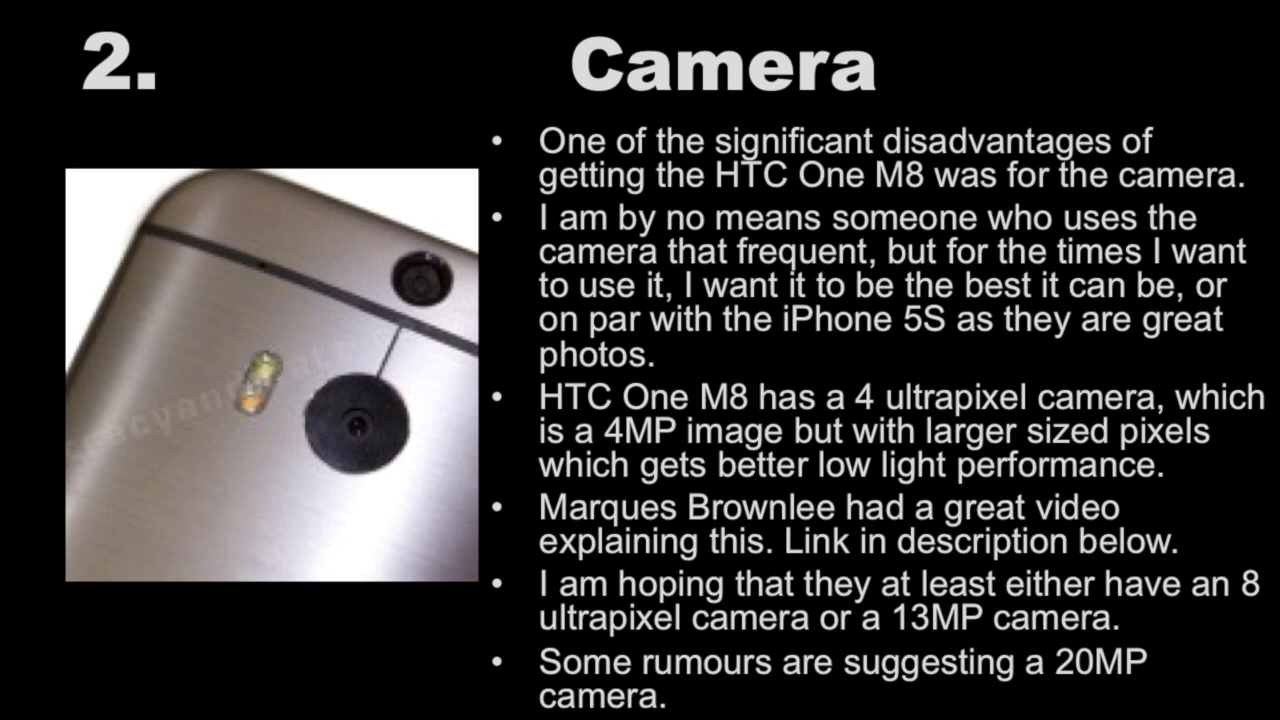 2.
Camera
• One of the significant disadvantages of
getting the HTC One M8 was for the camera.
• I am by no means someone who uses the
camera that frequent, but for the times I want
to use it, I want it to be the best it can be, or
on par with the iPhone 5S as they are great
photos.
• HTC One M8 has a 4 ultrapixel camera, which
is a 4MP image but with larger sized pixels
which gets better low light performance.
• Marques Brownlee had a great video
explaining this. Link in description below.
• I am hoping that they at least either have an 8
ultrapixel camera or a 13MP camera.
• Some rumours are suggesting a 20MP
camera.